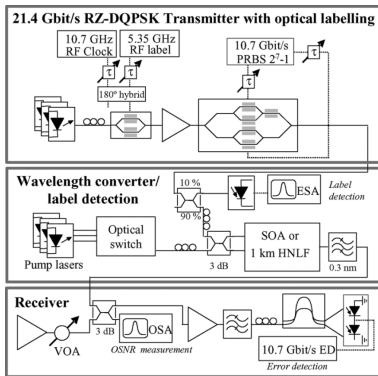 21.4 Gbit/s RZ-DQPSK Transmitter with optical labelling
10.7 GHz
RF Clock
5.35 GHz
RF label
10.7 Gbit/s
PRBS 2⁷-1
τ
τ
τ
τ
180° hybrid
Wavelength converter/
label detection
10 %
90 %
ESA
Label
detection
Pump lasers
Optical
switch
3 dB
SOA or
1 km HNLF
0.3 nm
Receiver
VOA
3 dB
OSA
OSNR measurement
10.7 Gbit/s ED
Error detection